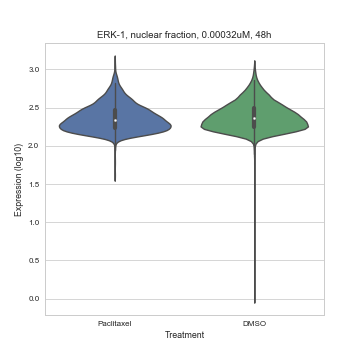 ERK-1, nuclear fraction, 0.00032uM, 48h
3.0
2.5
2.0
1.5
1.0
0.5
0.0
Expression (log10)
Paclitaxel DMSO
Treatment